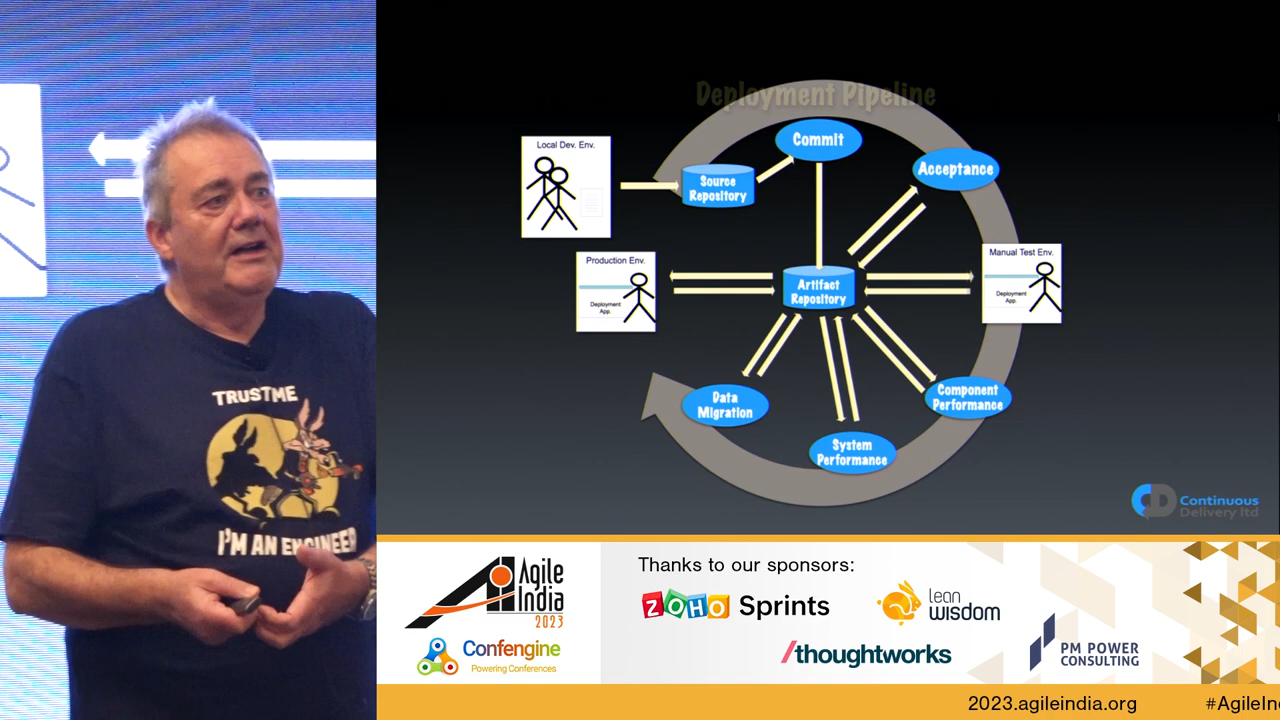 TRUST ME
I'M AN ENGINEER
Deployment Pipeline
Local Dev. Env.
Source
Repository
Commit
Acceptance
Production Env.
Deployment
App.
Artifact
Repository
Manual Test Env.
Deployment
App.
Data
Migration
System
Performance
Component
Performance
CD Continuous
Delivery ltd
Agile
India
2023
Confengine
Powering Conferences
Thanks to our sponsors:
ZOHO Sprints
lean
wisdom
/thoughtworks
PM POWER
CONSULTING
2023.agileindia.org
#AgileIn